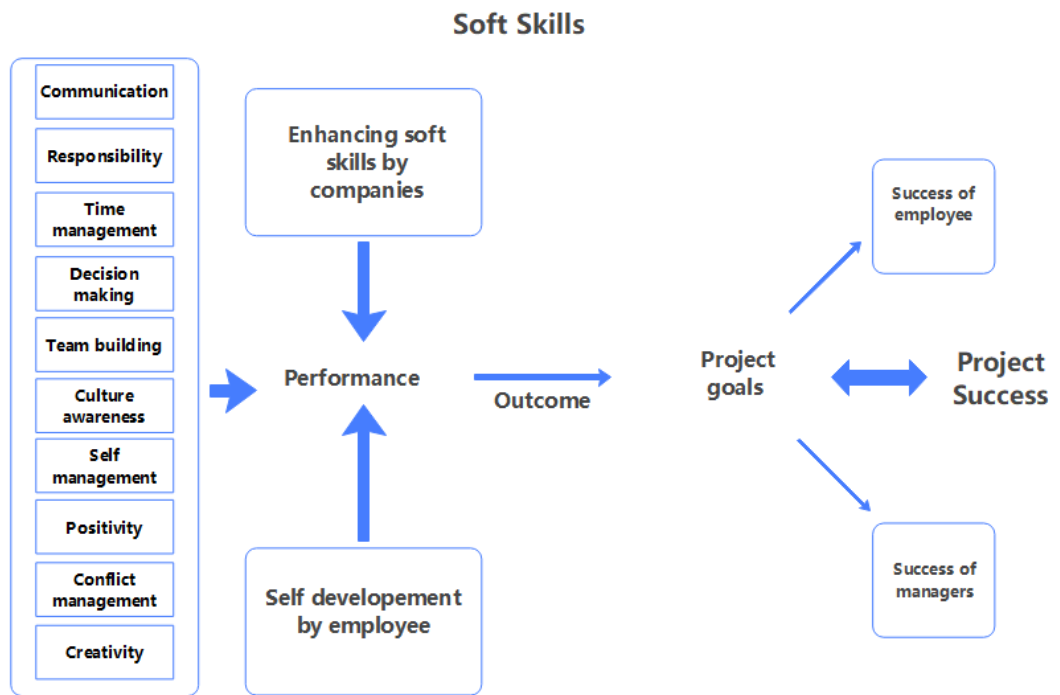 Soft Skills
Communication
Responsibility
Time
management
Decision
making
Team building
Culture
awareness
Self
management
Positivity
Conflict
management
Creativity
Enhancing soft
skills by
companies
Performance
Self developement
by employee
Outcome
Project
goals
Success of
employee
Project
Success
Success of
managers